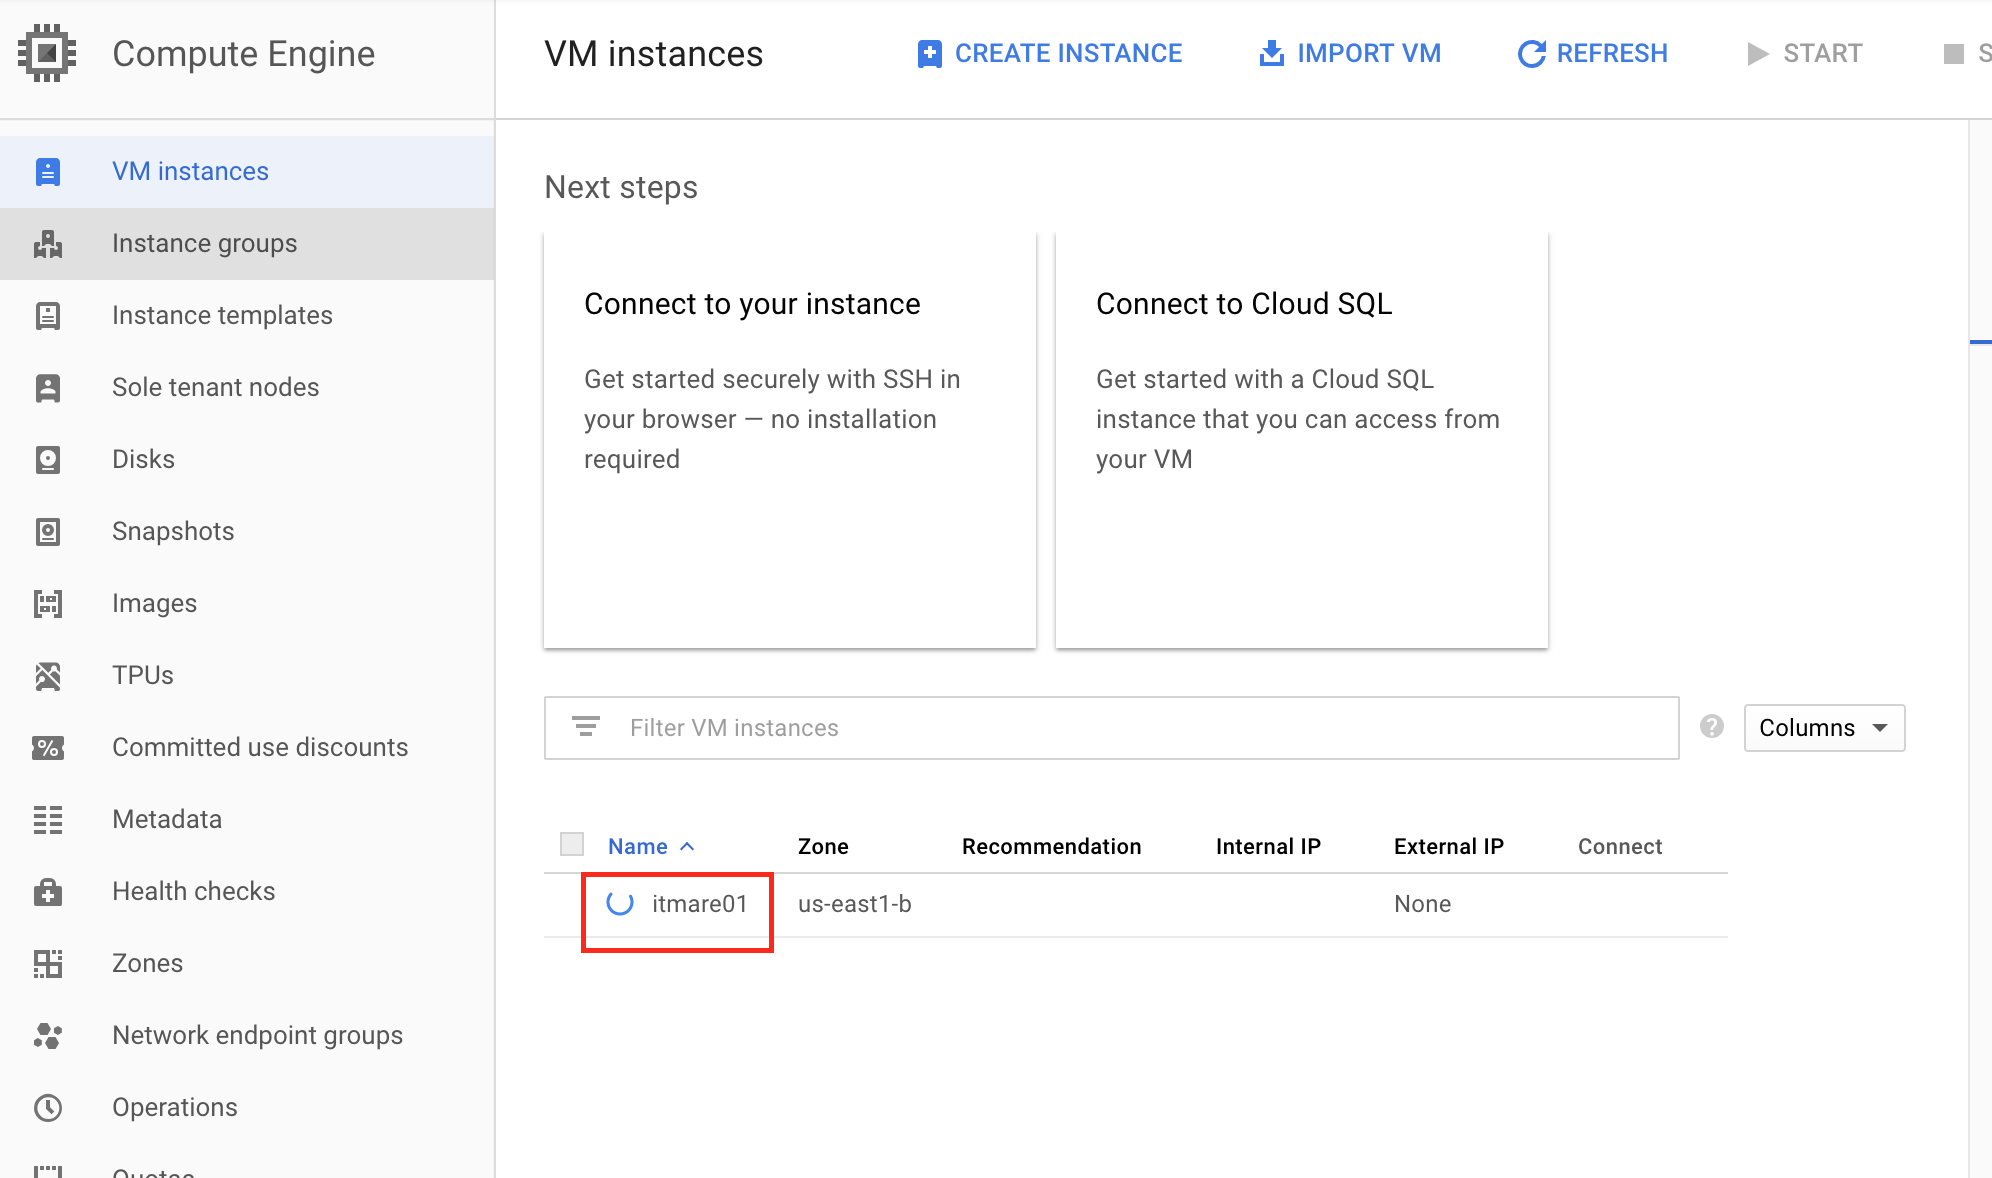 Compute Engine
VM instances
CREATE INSTANCE
IMPORT VM
REFRESH
START
S
VM instances
Instance groups
Instance templates
Sole tenant nodes
Disks
Snapshots
Images
TPUs
Committed use discounts
Metadata
Health checks
Zones
Network endpoint groups
Operations
Quotas
Next steps
Connect to your instance
Get started securely with SSH in
your browser — no installation
required
Connect to Cloud SQL
Get started with a Cloud SQL
instance that you can access from
your VM
Filter VM instances
Columns
Name Zone Recommendation Internal IP External IP Connect
itmare01 us-east1-b None